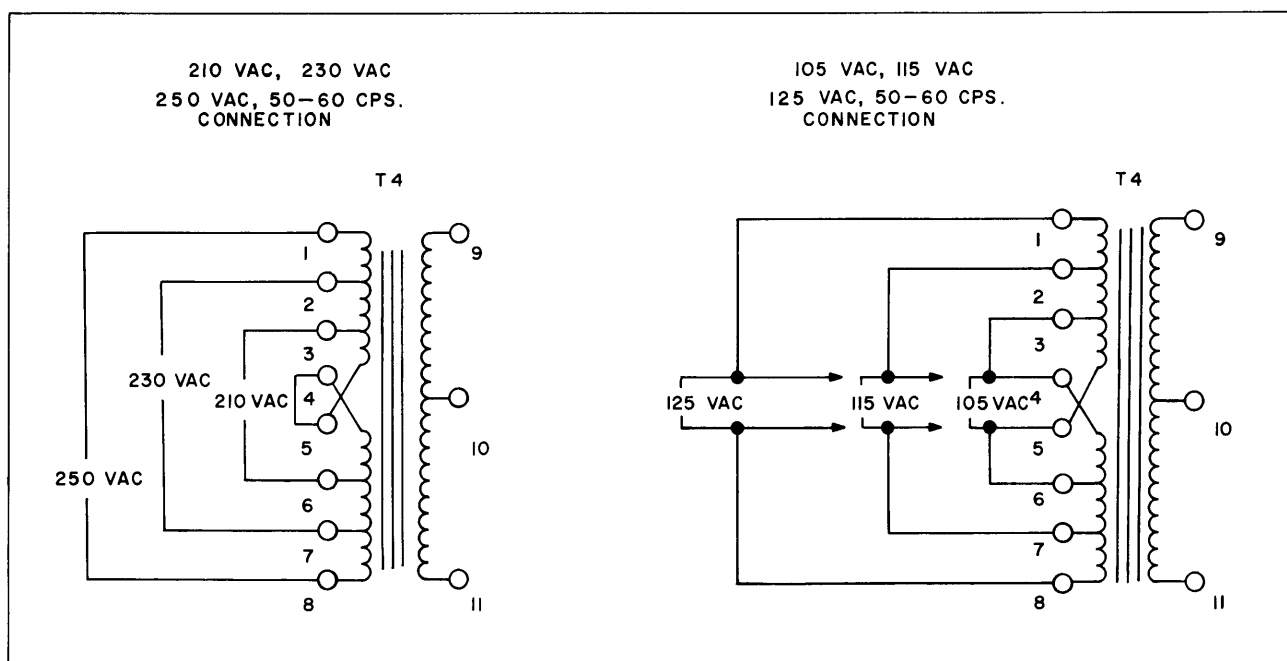 210 VAC, 230 VAC
250 VAC, 50-60 CPS.
CONNECTION
T4
1
2
3
4
5
6
7
8
9
10
11
250 VAC
230 VAC
210 VAC
105 VAC, 115 VAC
125 VAC, 50-60 CPS.
CONNECTION
T4
1
2
3
4
5
6
7
8
9
10
11
125 VAC
115 VAC
105 VAC